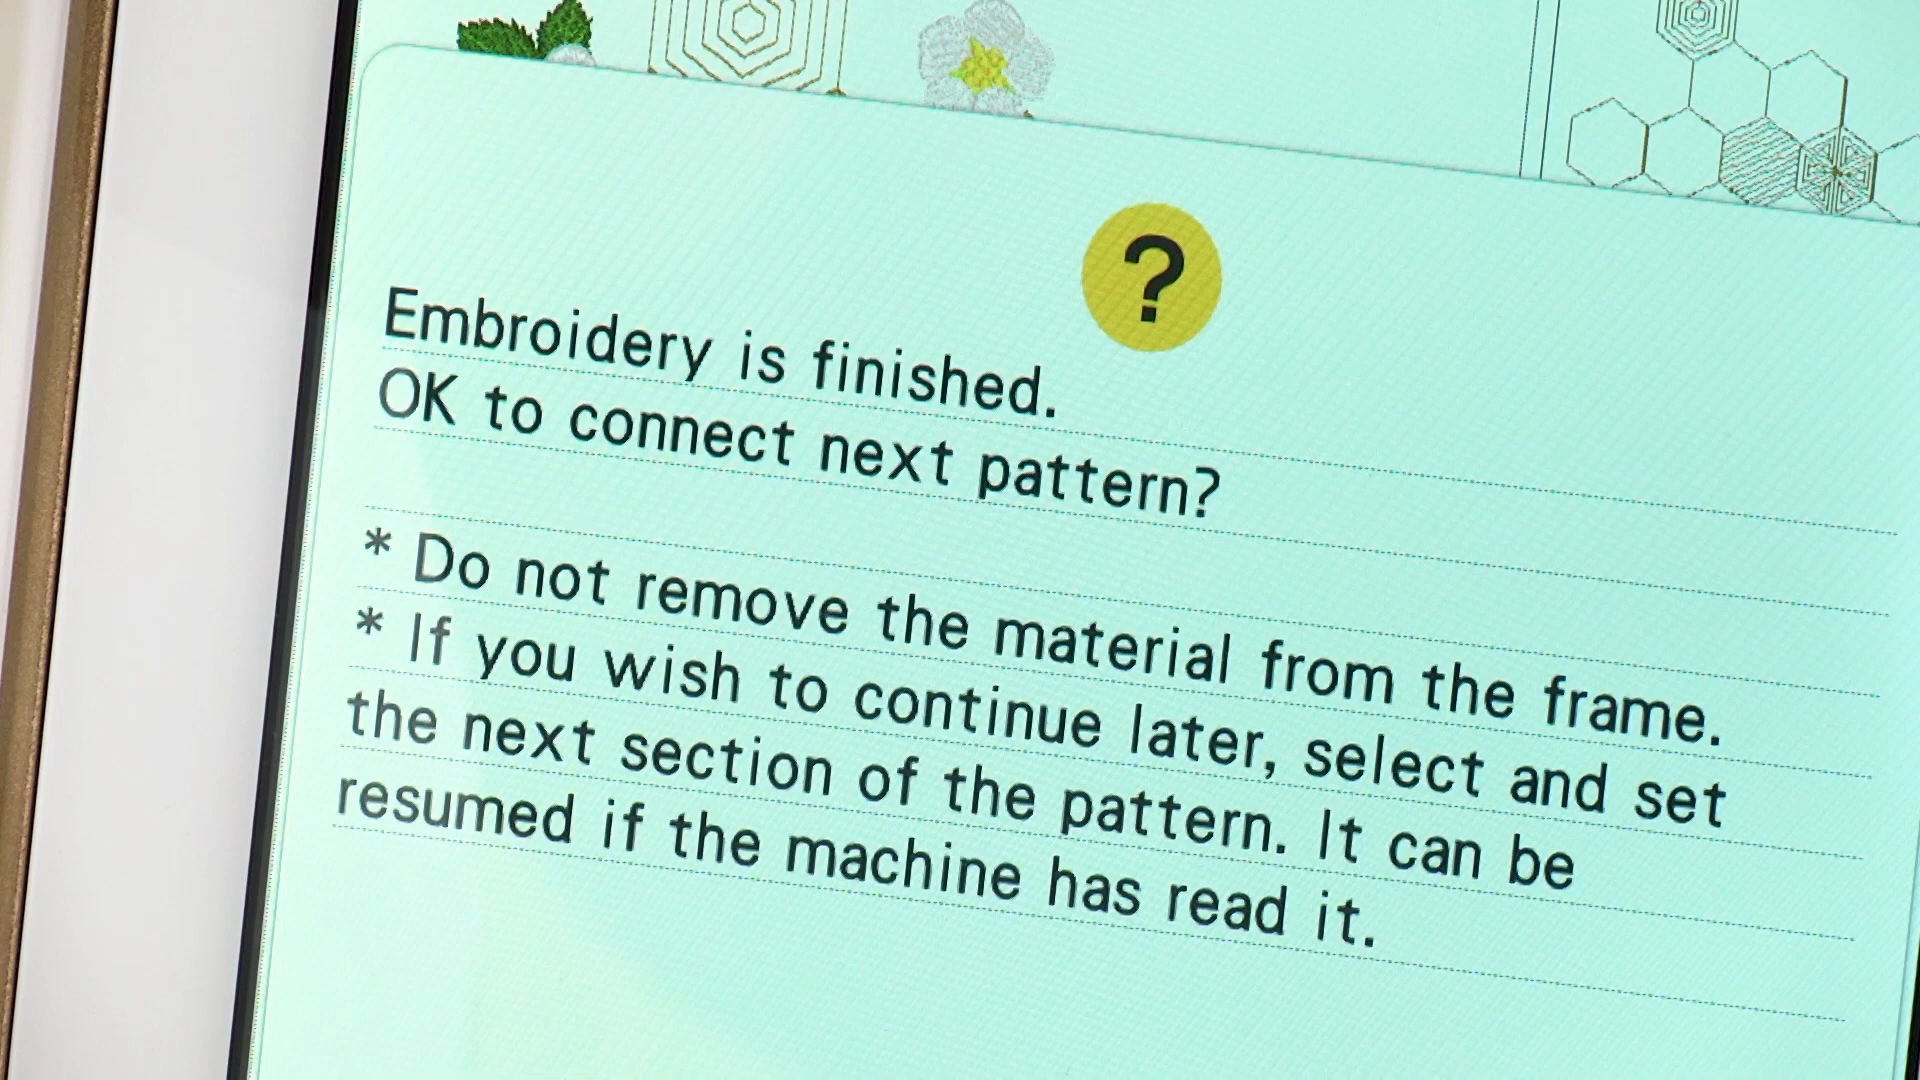 ?
Embroidery is finished.
OK to connect next pattern?
* Do not remove the material from the frame.
* If you wish to continue later, select and set
the next section of the pattern. It can be
resumed if the machine has read it.